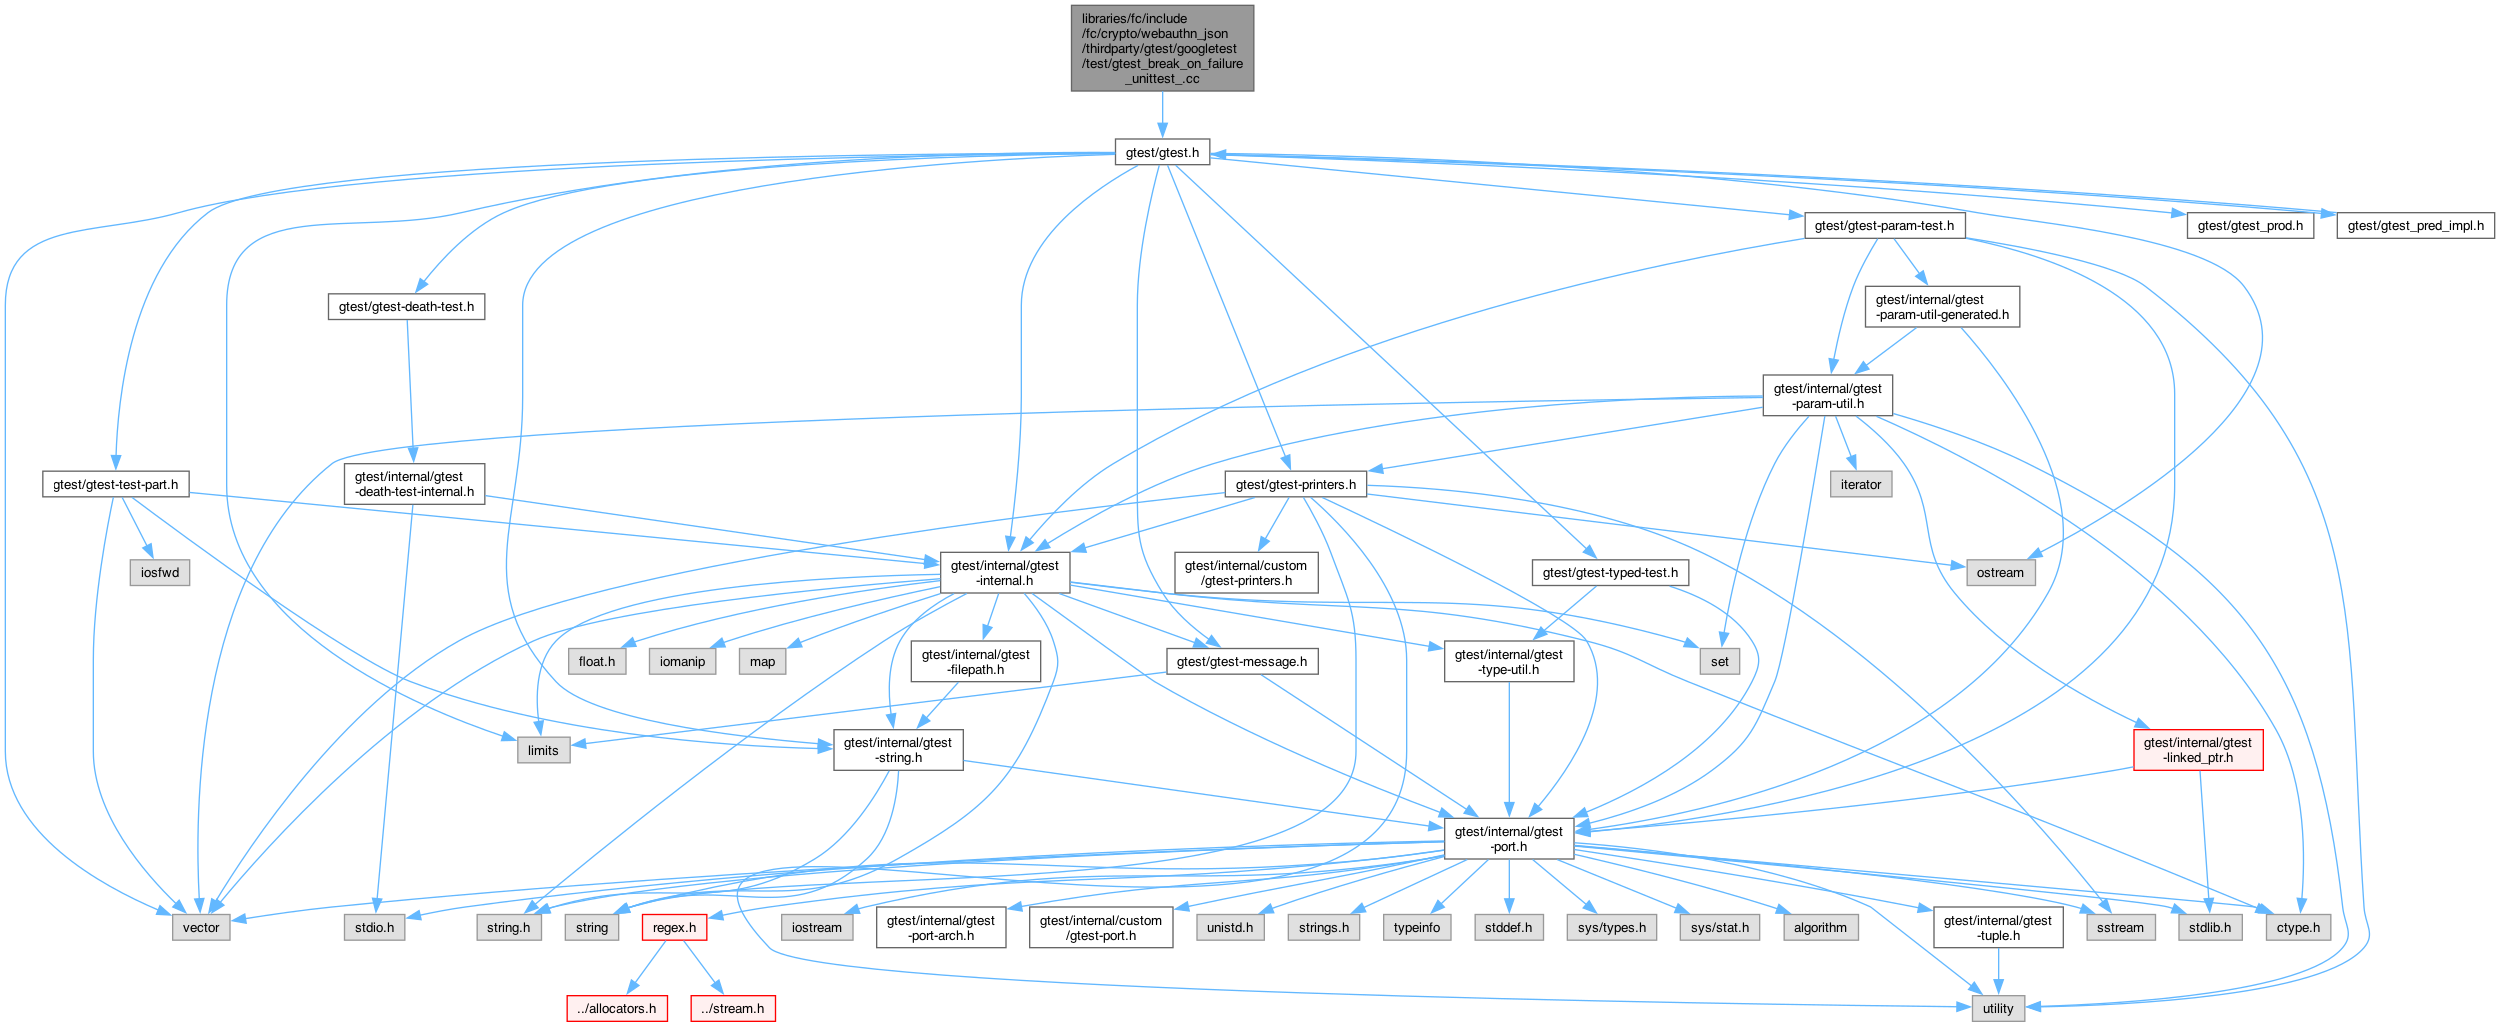 libraries/fc/include
/fc/crypto/webauthn_json
/thirdparty/gtest/googletest
/test/gtest_break_on_failure
_unittest_.cc
gtest/gtest.h
gtest/gtest-param-test.h
gtest/gtest_prod.h
gtest/gtest_pred_impl.h
gtest/gtest-death-test.h
gtest/internal/gtest
-param-util-generated.h
gtest/internal/gtest
-param-util.h
gtest/gtest-test-part.h
gtest/internal/gtest
-death-test-internal.h
gtest/gtest-printers.h
iterator
iosfwd
gtest/internal/gtest
-internal.h
gtest/internal/custom
/gtest-printers.h
gtest/gtest-typed-test.h
ostream
float.h
iomanip
map
gtest/internal/gtest
-filepath.h
gtest/gtest-message.h
gtest/internal/gtest
-type-util.h
set
limits
gtest/internal/gtest
-string.h
gtest/internal/gtest
-linked_ptr.h
gtest/internal/gtest
-port.h
vector
stdio.h
string.h
string
regex.h
iostream
gtest/internal/gtest
-port-arch.h
gtest/internal/custom
/gtest-port.h
unistd.h
strings.h
typeinfo
stddef.h
sys/types.h
sys/stat.h
algorithm
gtest/internal/gtest
-tuple.h
sstream
stdlib.h
ctype.h
../allocators.h
../stream.h
utility